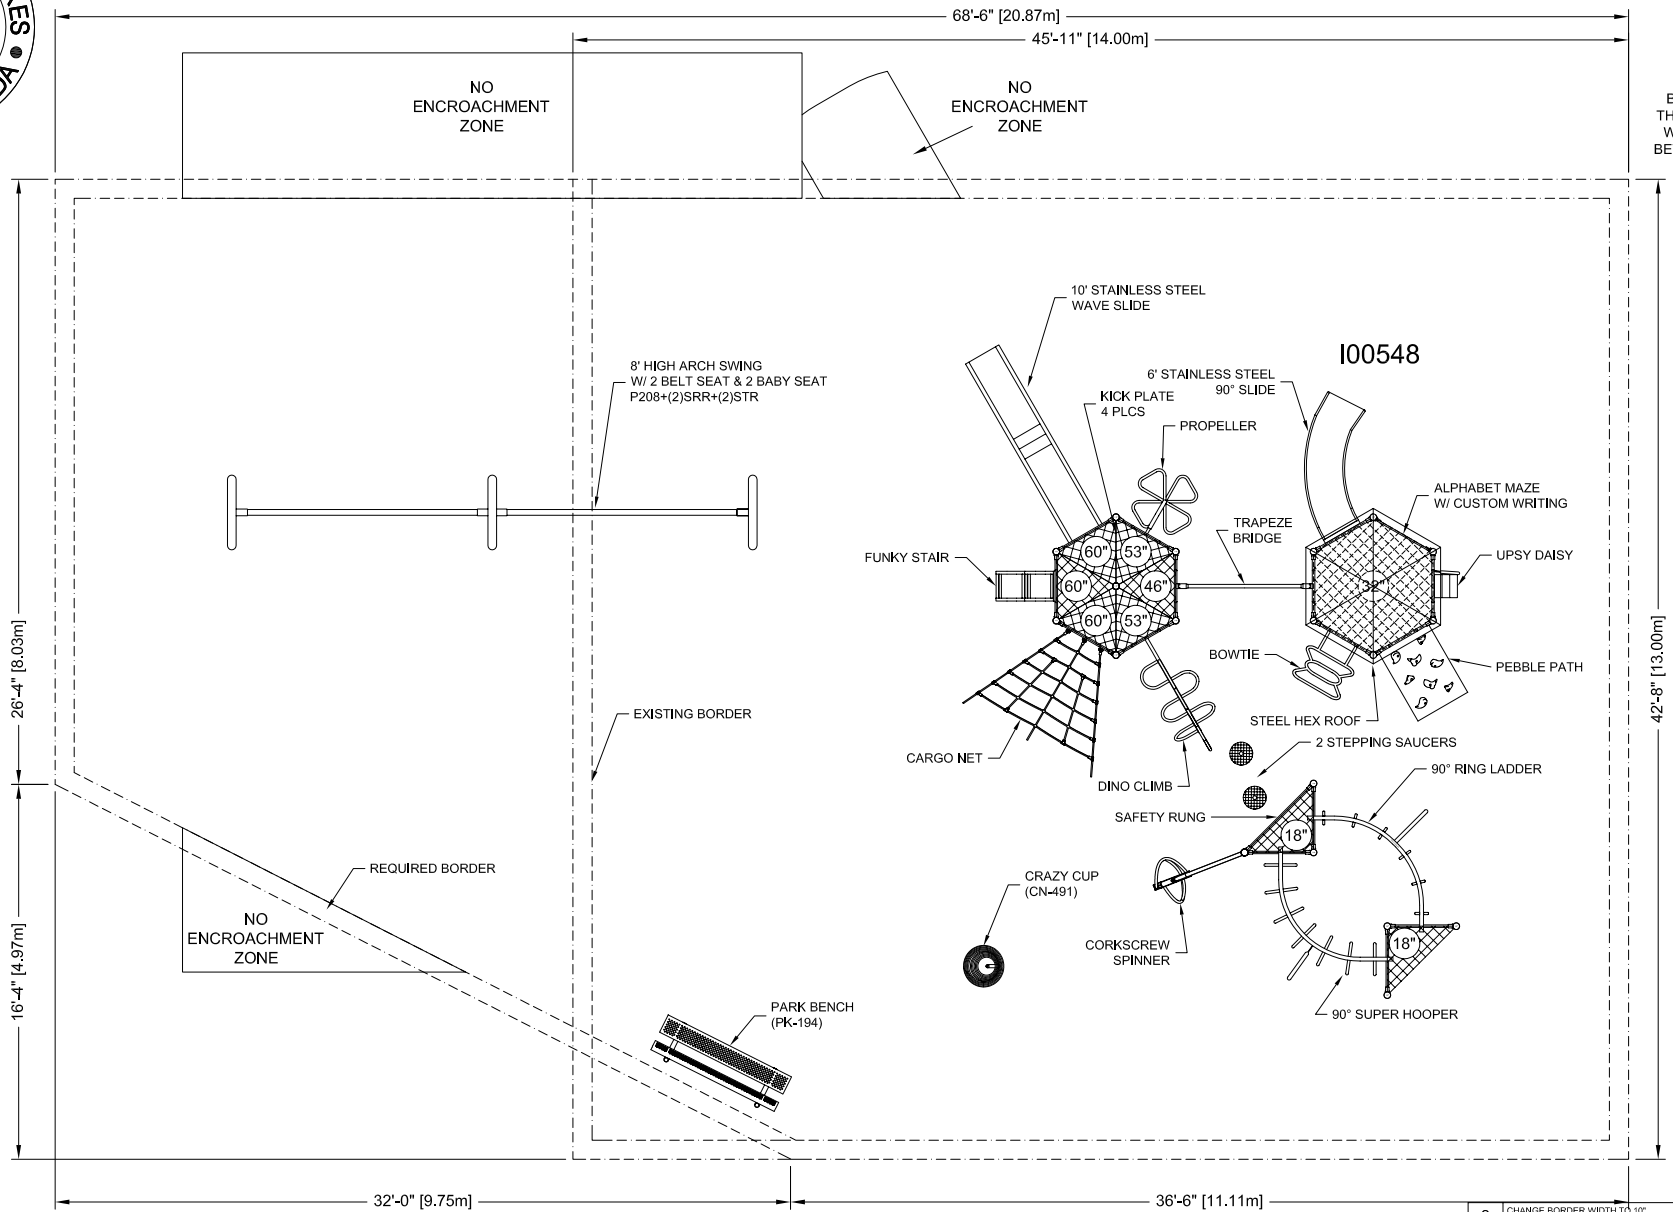 68'-6" [20.87m]
45'-11" [14.00m]
NO
ENCROACHMENT
ZONE
NO
ENCROACHMENT
ZONE
10' STAINLESS STEEL
WAVE SLIDE
I00548
8' HIGH ARCH SWING
W/ 2 BELT SEAT & 2 BABY SEAT
P208+(2)SRR+(2)STR
6' STAINLESS STEEL
90° SLIDE
KICK PLATE
4 PLCS
PROPELLER
ALPHABET MAZE
W/ CUSTOM WRITING
TRAPEZE
BRIDGE
FUNKY STAIR
UPSY DAISY
60"
53"
60"
46"
60"
53"
32"
BOWTIE
PEBBLE PATH
26'-4" [8.03m]
42'-8" [13.00m]
EXISTING BORDER
STEEL HEX ROOF
2 STEPPING SAUCERS
CARGO NET
90° RING LADDER
DINO CLIMB
SAFETY RUNG
18"
REQUIRED BORDER
CRAZY CUP
(CN-491)
NO
ENCROACHMENT
ZONE
16'-4" [4.97m]
CORKSCREW
SPINNER
18"
PARK BENCH
(PK-194)
90° SUPER HOOPER
32'-0" [9.75m]
36'-6" [11.11m]
CHANGE BORDER WIDTH TO 10"